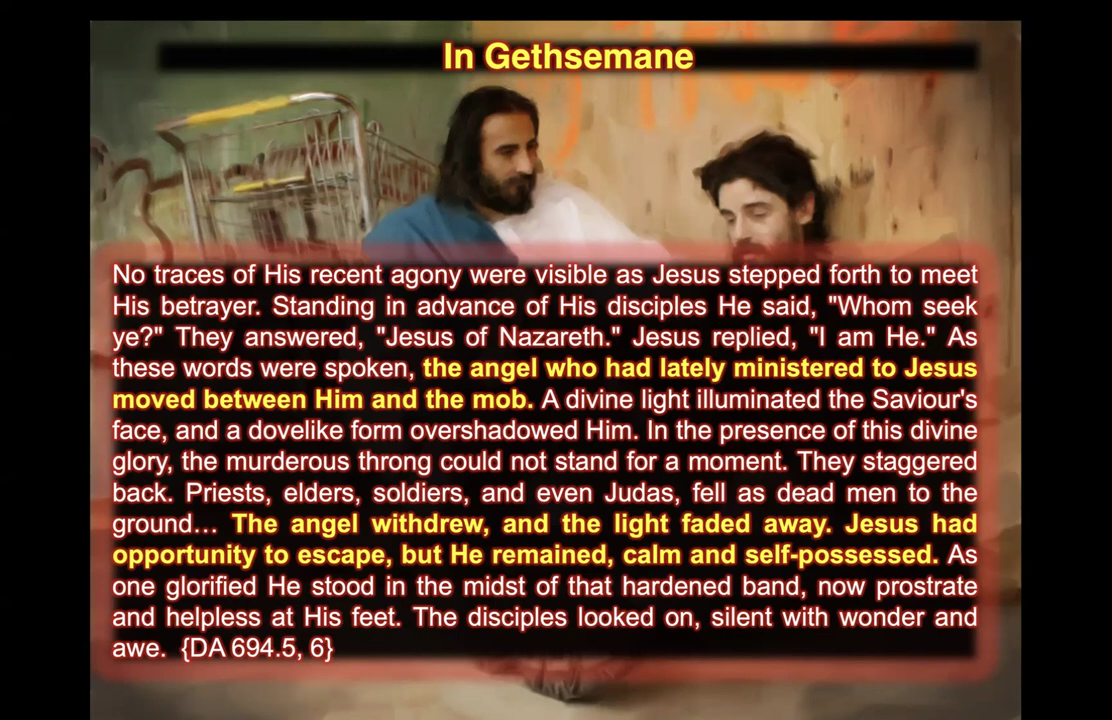 In Gethsemane
No traces of His recent agony were visible as Jesus stepped forth to meet
His betrayer. Standing in advance of His disciples He said, "Whom seek
ye?" They answered, "Jesus of Nazareth." Jesus replied, "I am He." As
these words were spoken, the angel who had lately ministered to Jesus
moved between Him and the mob. A divine light illuminated the Saviour's
face, and a dovelike form overshadowed Him. In the presence of this divine
glory, the murderous throng could not stand for a moment. They staggered
back. Priests, elders, soldiers, and even Judas, fell as dead men to the
ground… The angel withdrew, and the light faded away. Jesus had
opportunity to escape, but He remained, calm and self-possessed. As
one glorified He stood in the midst of that hardened band, now prostrate
and helpless at His feet. The disciples looked on, silent with wonder and
awe. {DA 694.5, 6}